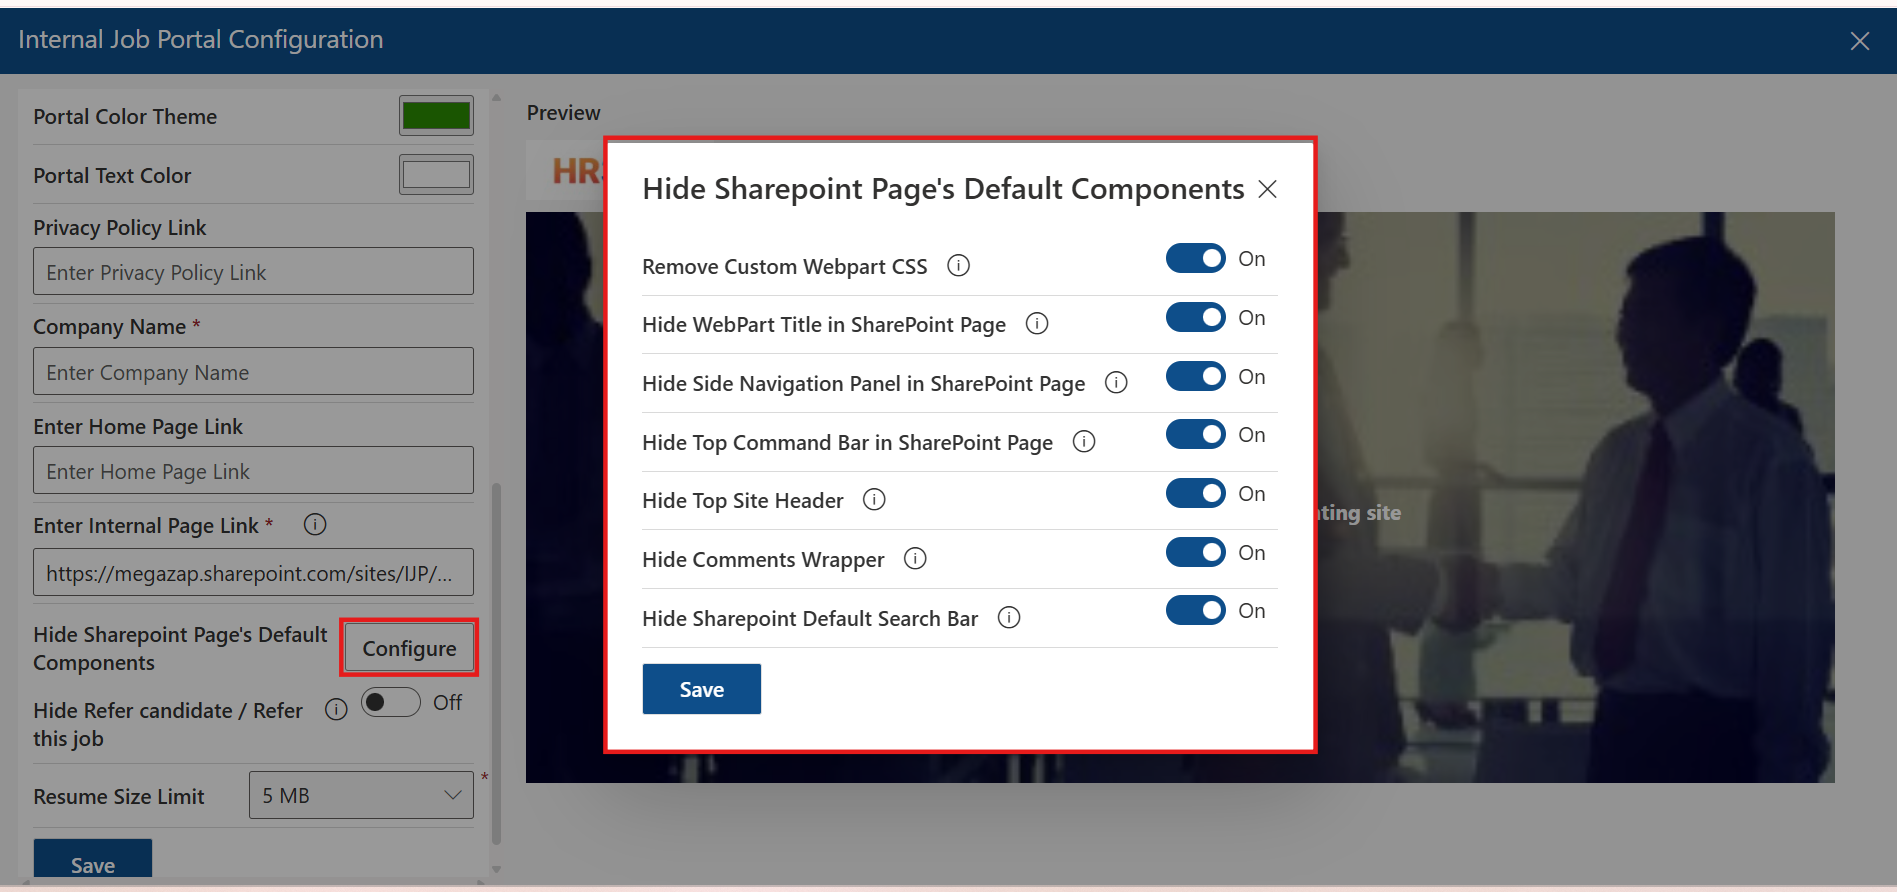 Internal Job Portal Configuration
Portal Color Theme
Portal Text Color
Privacy Policy Link
Enter Privacy Policy Link
Company Name *
Enter Company Name
Enter Home Page Link
Enter Home Page Link
Enter Internal Page Link *
https://megazap.sharepoint.com/sites/IJP/...
Hide Sharepoint Page's Default
Components
Configure
Hide Refer candidate / Refer
this job
Off
Resume Size Limit
5 MB
*
Save
Preview
HR
Hide Sharepoint Page's Default Components
Remove Custom Webpart CSS
On
Hide WebPart Title in SharePoint Page
On
Hide Side Navigation Panel in SharePoint Page
On
Hide Top Command Bar in SharePoint Page
On
Hide Top Site Header
On
Hide Comments Wrapper
On
Hide Sharepoint Default Search Bar
On
Save
ting site